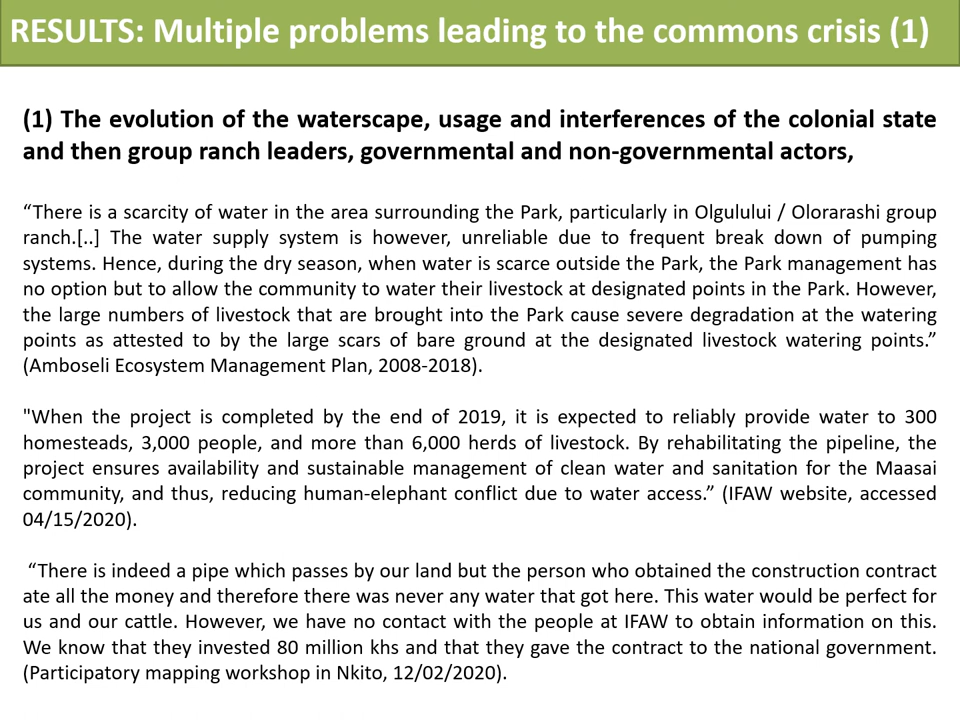 RESULTS: Multiple problems leading to the commons crisis (1)
(1) The evolution of the waterscape, usage and interferences of the colonial state
and then group ranch leaders, governmental and non-governmental actors,
“There is a scarcity of water in the area surrounding the Park, particularly in Olgulului / Olorarashi group
ranch.[..] The water supply system is however, unreliable due to frequent break down of pumping
systems. Hence, during the dry season, when water is scarce outside the Park, the Park management has
no option but to allow the community to water their livestock at designated points in the Park. However,
the large numbers of livestock that are brought into the Park cause severe degradation at the watering
points as attested to by the large scars of bare ground at the designated livestock watering points.”
(Amboseli Ecosystem Management Plan, 2008-2018).
"When the project is completed by the end of 2019, it is expected to reliably provide water to 300
homesteads, 3,000 people, and more than 6,000 herds of livestock. By rehabilitating the pipeline, the
project ensures availability and sustainable management of clean water and sanitation for the Maasai
community, and thus, reducing human-elephant conflict due to water access.” (IFAW website, accessed
04/15/2020).
“There is indeed a pipe which passes by our land but the person who obtained the construction contract
ate all the money and therefore there was never any water that got here. This water would be perfect for
us and our cattle. However, we have no contact with the people at IFAW to obtain information on this.
We know that they invested 80 million khs and that they gave the contract to the national government.
(Participatory mapping workshop in Nkito, 12/02/2020).